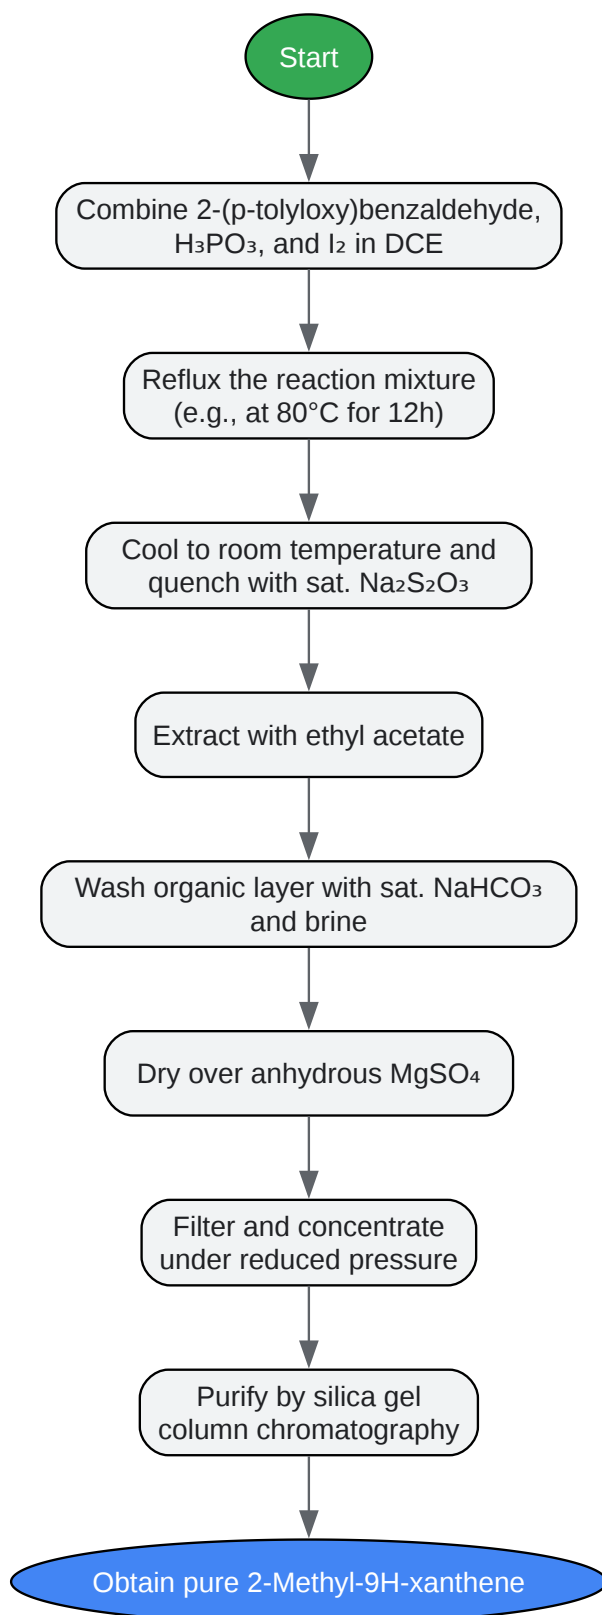 Start
Combine 2-(p-tolyloxy)benzaldehyde,
H₃PO₃, and I₂ in DCE
Reflux the reaction mixture
(e.g., at 80°C for 12h)
Cool to room temperature and
quench with sat. Na₂S₂O₃
Extract with ethyl acetate
Wash organic layer with sat. NaHCO₃
and brine
Dry over anhydrous MgSO₄
Filter and concentrate
under reduced pressure
Purify by silica gel
column chromatography
Obtain pure 2-Methyl-9H-xanthene